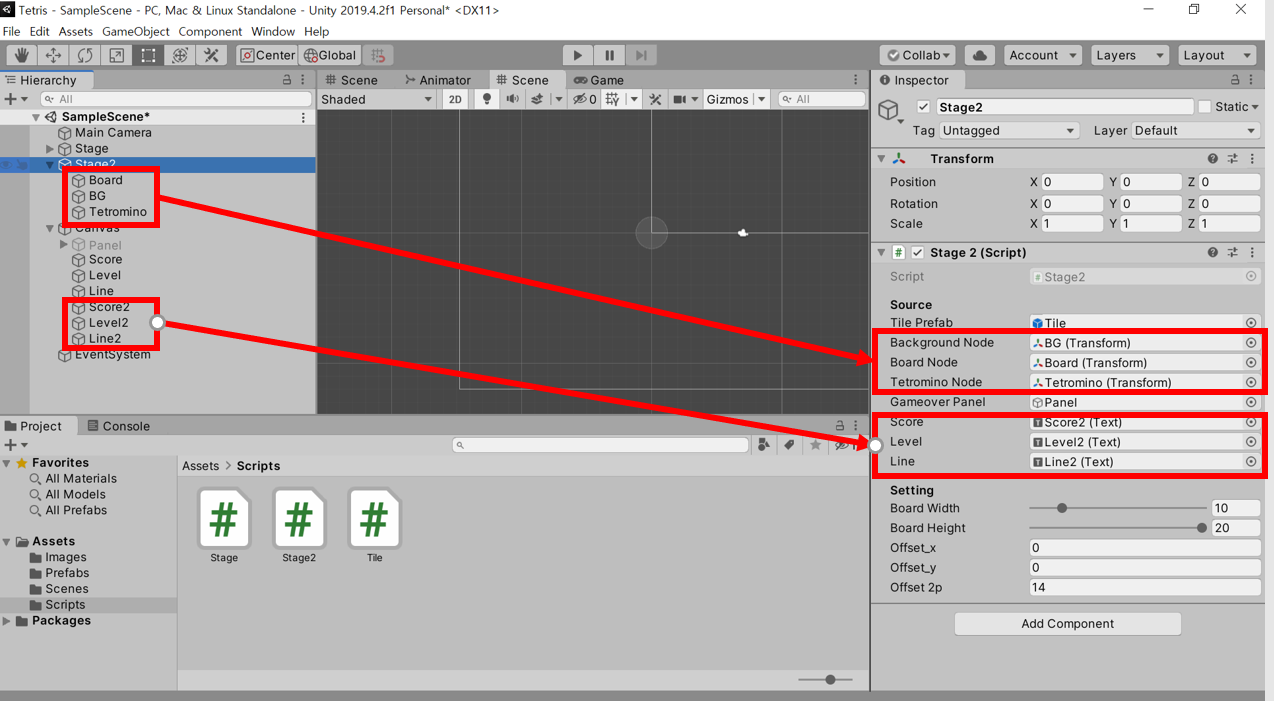 Tetris - SampleScene - PC, Mac & Linux Standalone - Unity 2019.4.2f1 Personal* <DX11>
File Edit Assets GameObject Component Window Help
Center Global Collab Account Layers Layout
Hierarchy
All
SampleScene*
Main Camera
Stage
Stage2
Board
BG
Tetromino
Canvas
Panel
Score
Level
Line
Score2
Level2
Line2
EventSystem
Scene Animator Scene Game
Shaded 2D 0 Gizmos All
Inspector
Stage2 Static
Tag Untagged Layer Default
Transform
Position X 0 Y 0 Z 0
Rotation X 0 Y 0 Z 0
Scale X 1 Y 1 Z 1
Stage 2 (Script)
Script Stage2
Source
Tile Prefab Tile
Background Node BG (Transform)
Board Node Board (Transform)
Tetromino Node Tetromino (Transform)
Gameover Panel Panel
Score Score2 (Text)
Level Level2 (Text)
Line Line2 (Text)
Setting
Board Width 10
Board Height 20
Offset_x 0
Offset_y 0
Offset 2p 14
Add Component
Project Console
Favorites
All Materials
All Models
All Prefabs
Assets
Images
Prefabs
Scenes
Scripts
Packages
Assets > Scripts
Stage Stage2 Tile